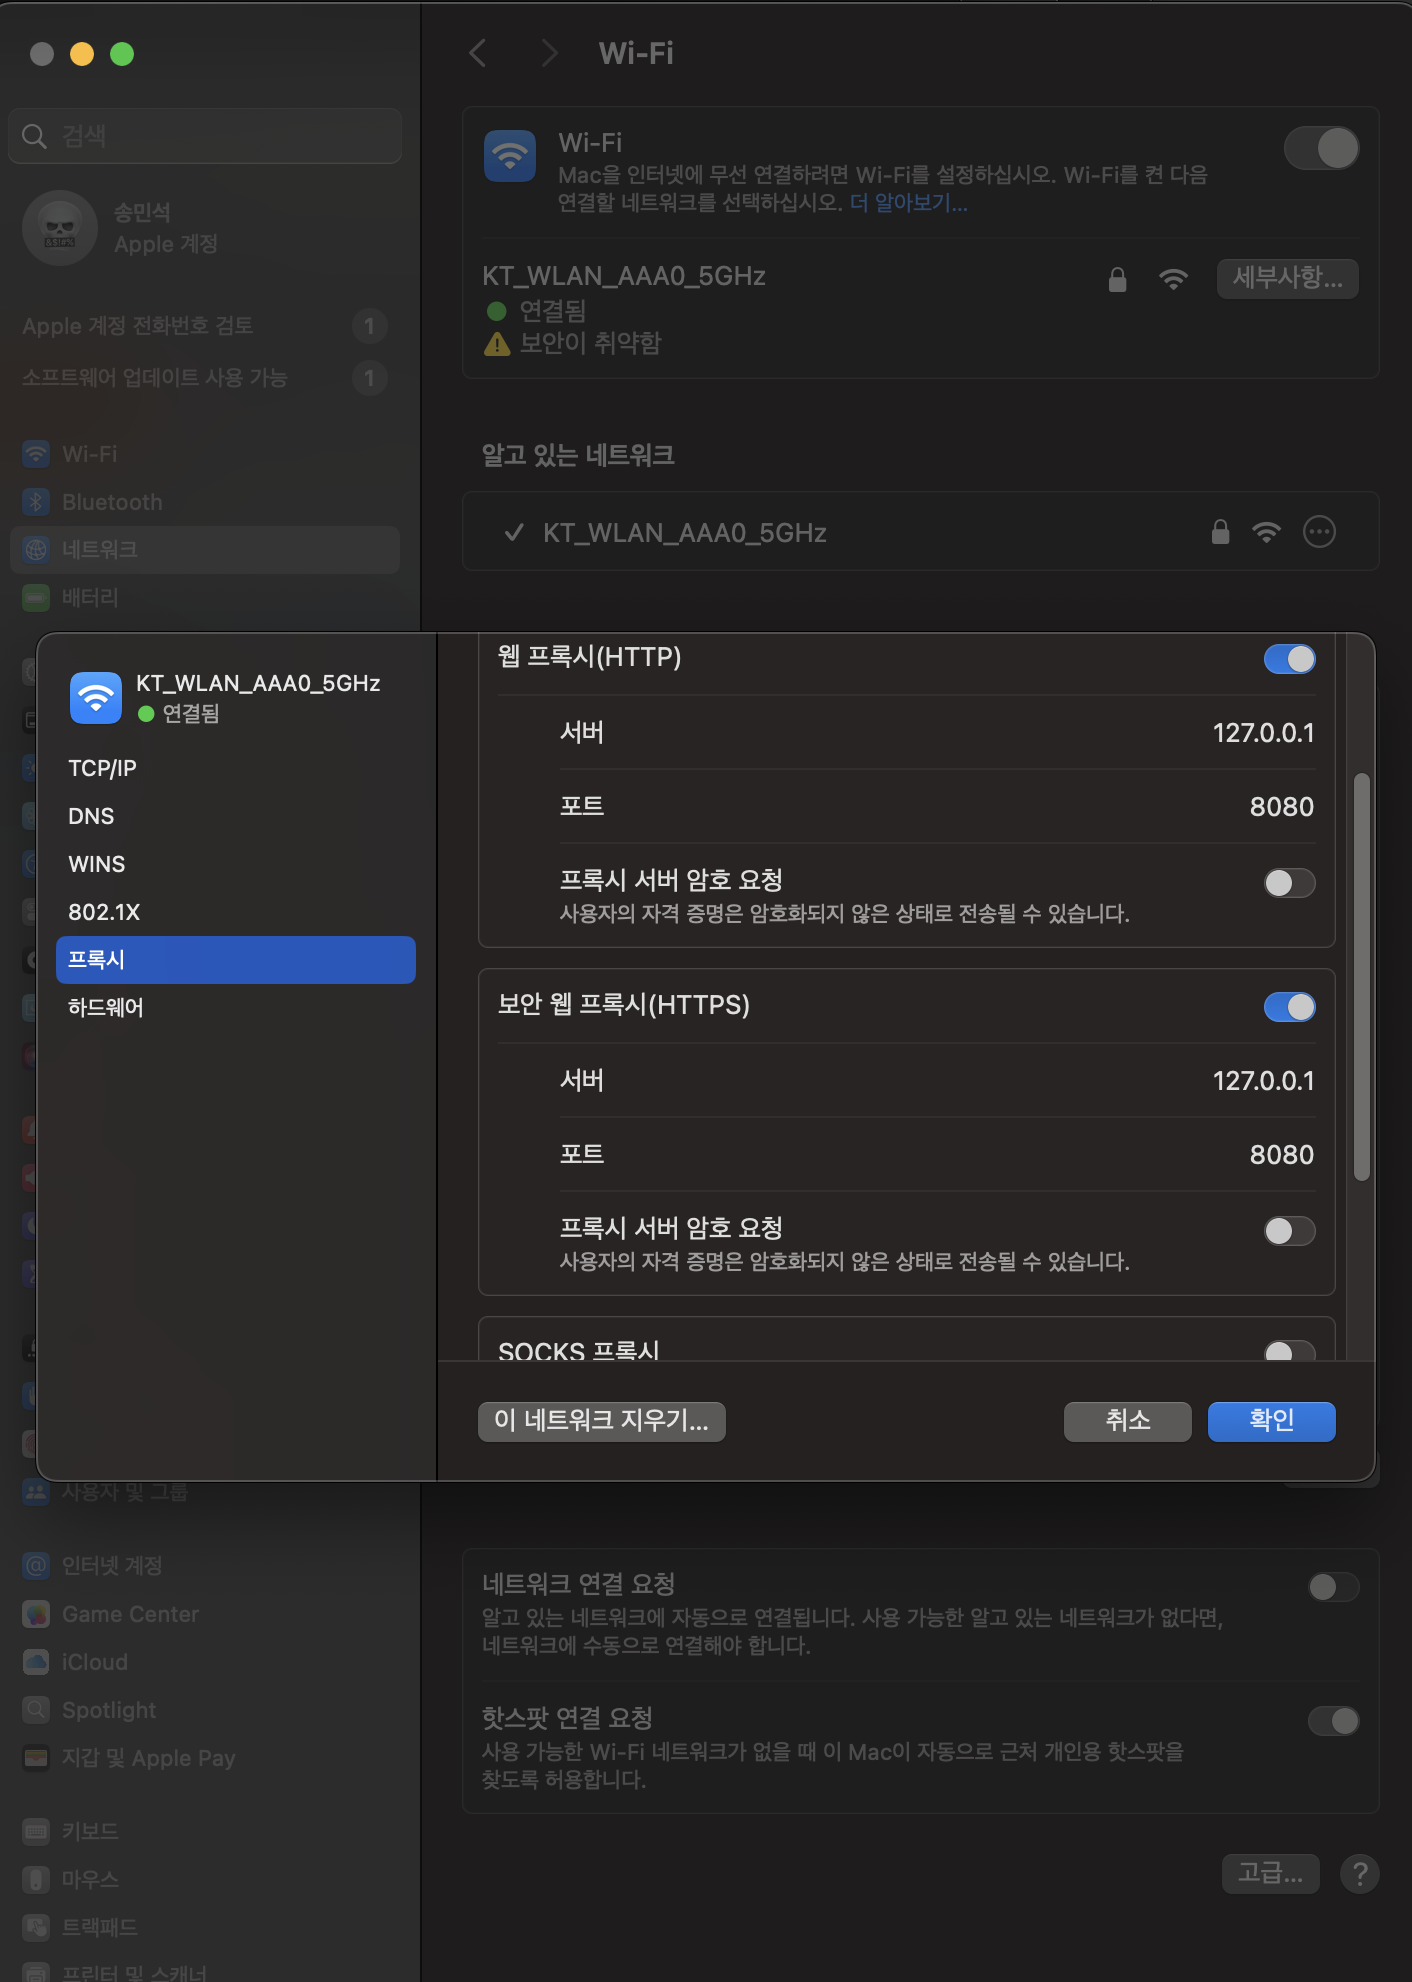 Wi-Fi
검색
송민석
Apple 계정
Apple 계정 전화번호 검토
1
소프트웨어 업데이트 사용 가능
1
Wi-Fi
Bluetooth
네트워크
배터리
사용자 및 그룹
인터넷 계정
Game Center
iCloud
Spotlight
지갑 및 Apple Pay
키보드
마우스
트랙패드
프린터 및 스캐너
Wi-Fi
Mac을 인터넷에 무선 연결하려면 Wi-Fi를 설정하십시오. Wi-Fi를 켠 다음
연결할 네트워크를 선택하십시오. 더 알아보기...
KT_WLAN_AAA0_5GHz
세부사항...
연결됨
보안이 취약함
알고 있는 네트워크
KT_WLAN_AAA0_5GHz
KT_WLAN_AAA0_5GHz
연결됨
TCP/IP
DNS
WINS
802.1X
프록시
하드웨어
웹 프록시(HTTP)
서버
127.0.0.1
포트
8080
프록시 서버 암호 요청
사용자의 자격 증명은 암호화되지 않은 상태로 전송될 수 있습니다.
보안 웹 프록시(HTTPS)
서버
127.0.0.1
포트
8080
프록시 서버 암호 요청
사용자의 자격 증명은 암호화되지 않은 상태로 전송될 수 있습니다.
SOCKS 프록시
이 네트워크 지우기...
취소
확인
네트워크 연결 요청
알고 있는 네트워크에 자동으로 연결됩니다. 사용 가능한 알고 있는 네트워크가 없다면,
네트워크에 수동으로 연결해야 합니다.
핫스팟 연결 요청
사용 가능한 Wi-Fi 네트워크가 없을 때 이 Mac이 자동으로 근처 개인용 핫스팟을
찾도록 허용합니다.
고급...
?